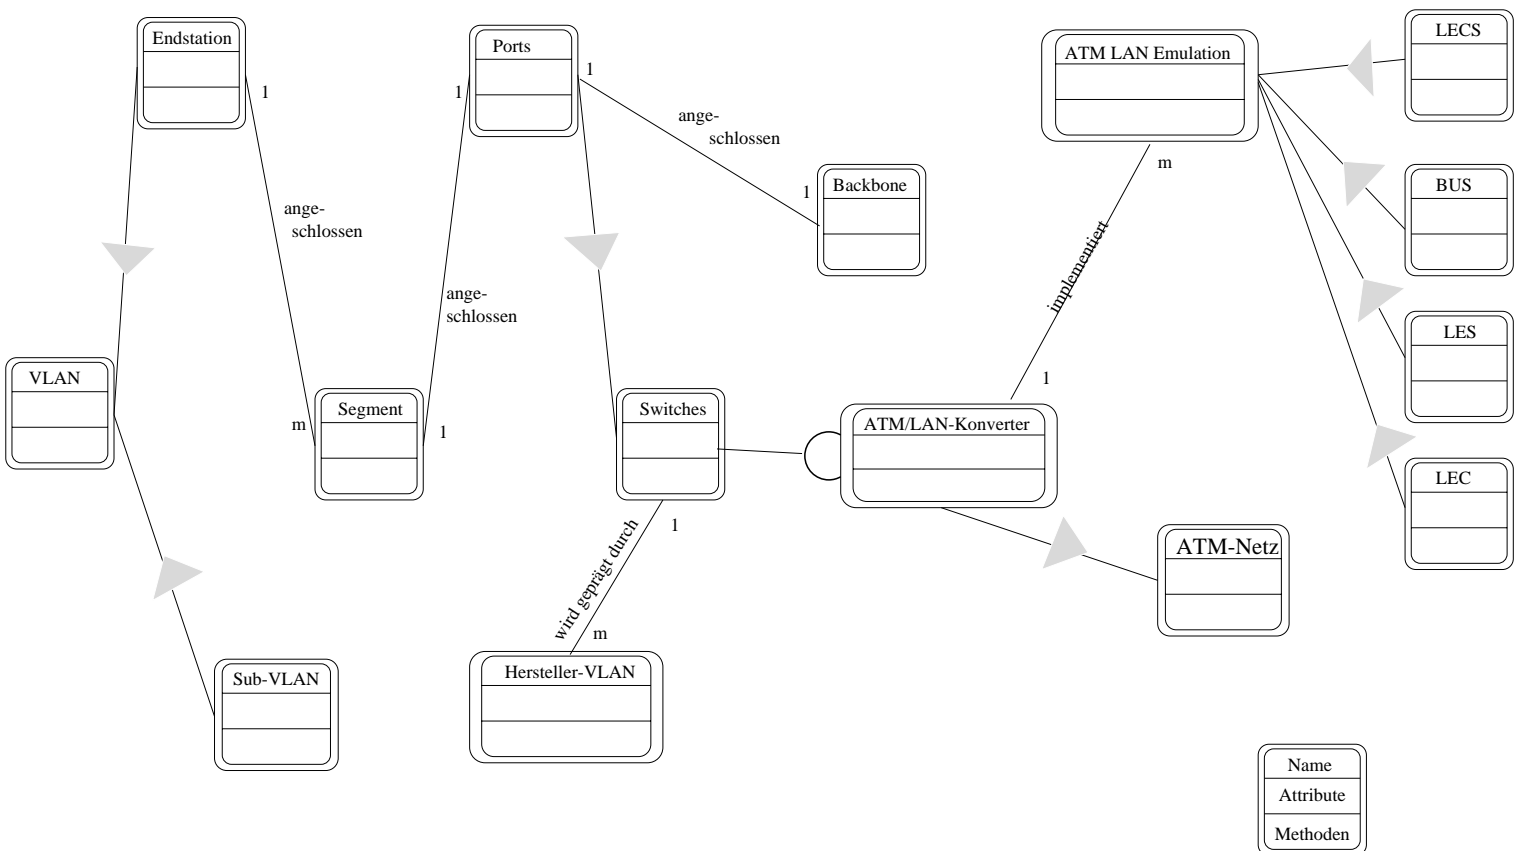 Endstation
Ports
ATM LAN Emulation
LECS
1
1
1
ange-
schlossen
m
1
Backbone
BUS
ange-
schlossen
implementiert
ange-
schlossen
LES
VLAN
1
Segment
Switches
ATM/LAN-Konverter
m
1
LEC
wird geprägt durch
1
ATM-Netz
m
Sub-VLAN
Hersteller-VLAN
Name
Attribute
Methoden